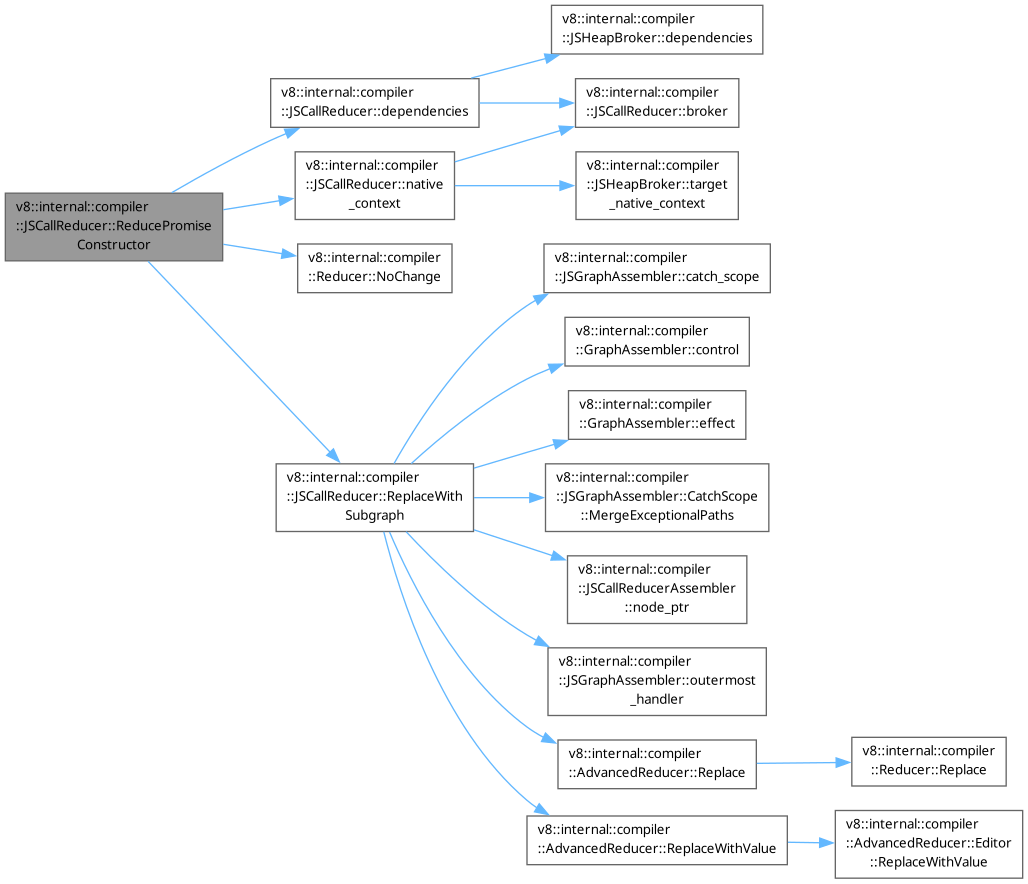 v8::internal::compiler
::JSHeapBroker::dependencies
v8::internal::compiler
::JSCallReducer::dependencies
v8::internal::compiler
::JSCallReducer::broker
v8::internal::compiler
::JSCallReducer::native
_context
v8::internal::compiler
::JSHeapBroker::target
_native_context
v8::internal::compiler
::JSCallReducer::ReducePromise
Constructor
v8::internal::compiler
::Reducer::NoChange
v8::internal::compiler
::JSGraphAssembler::catch_scope
v8::internal::compiler
::GraphAssembler::control
v8::internal::compiler
::GraphAssembler::effect
v8::internal::compiler
::JSCallReducer::ReplaceWith
Subgraph
v8::internal::compiler
::JSGraphAssembler::CatchScope
::MergeExceptionalPaths
v8::internal::compiler
::JSCallReducerAssembler
::node_ptr
v8::internal::compiler
::JSGraphAssembler::outermost
_handler
v8::internal::compiler
::AdvancedReducer::Replace
v8::internal::compiler
::Reducer::Replace
v8::internal::compiler
::AdvancedReducer::ReplaceWithValue
v8::internal::compiler
::AdvancedReducer::Editor
::ReplaceWithValue